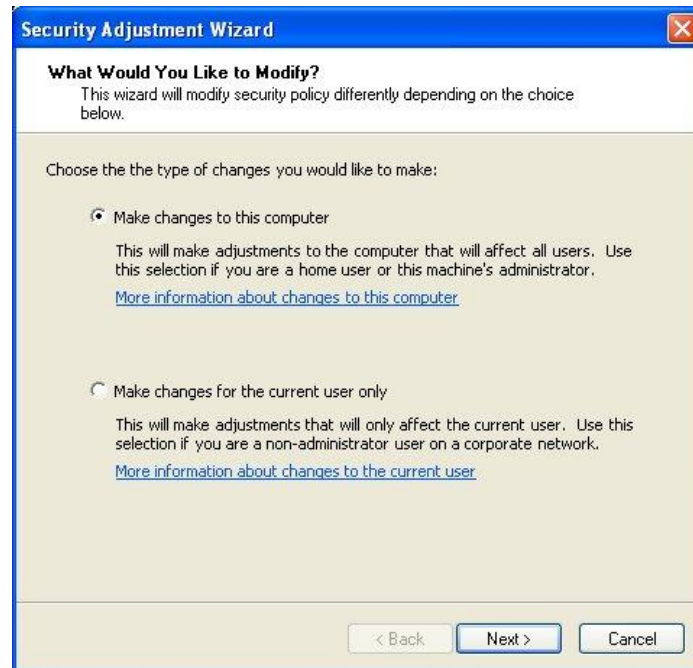 Security Adjustment Wizard
What Would You Like to Modify?
This wizard will modify security policy differently depending on the choice
below.
Choose the the type of changes you would like to make:
Make changes to this computer
This will make adjustments to the computer that will affect all users. Use
this selection if you are a home user or this machine's administrator.
More information about changes to this computer
Make changes for the current user only
This will make adjustments that will only affect the current user. Use this
selection if you are a non-administrator user on a corporate network.
More information about changes to the current user
< Back Next > Cancel